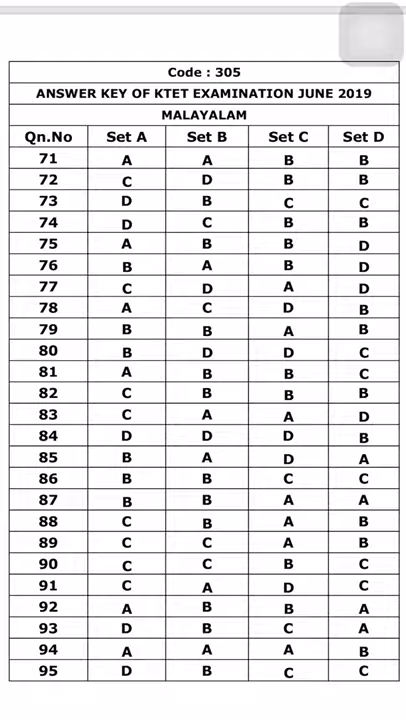 Code : 305
ANSWER KEY OF KTET EXAMINATION JUNE 2019
MALAYALAM
Qn.No Set A Set B Set C Set D
71 A A B B
72 C D B B
73 D B C C
74 D C B B
75 A B B D
76 B A B D
77 C D A D
78 A C D B
79 B B A B
80 B D D C
81 A B B C
82 C B B B
83 C A A D
84 D D D B
85 B A D A
86 B B C C
87 B B A A
88 C B A B
89 C C A B
90 C C B C
91 C A D C
92 A B B A
93 D B C A
94 A A A B
95 D B C C